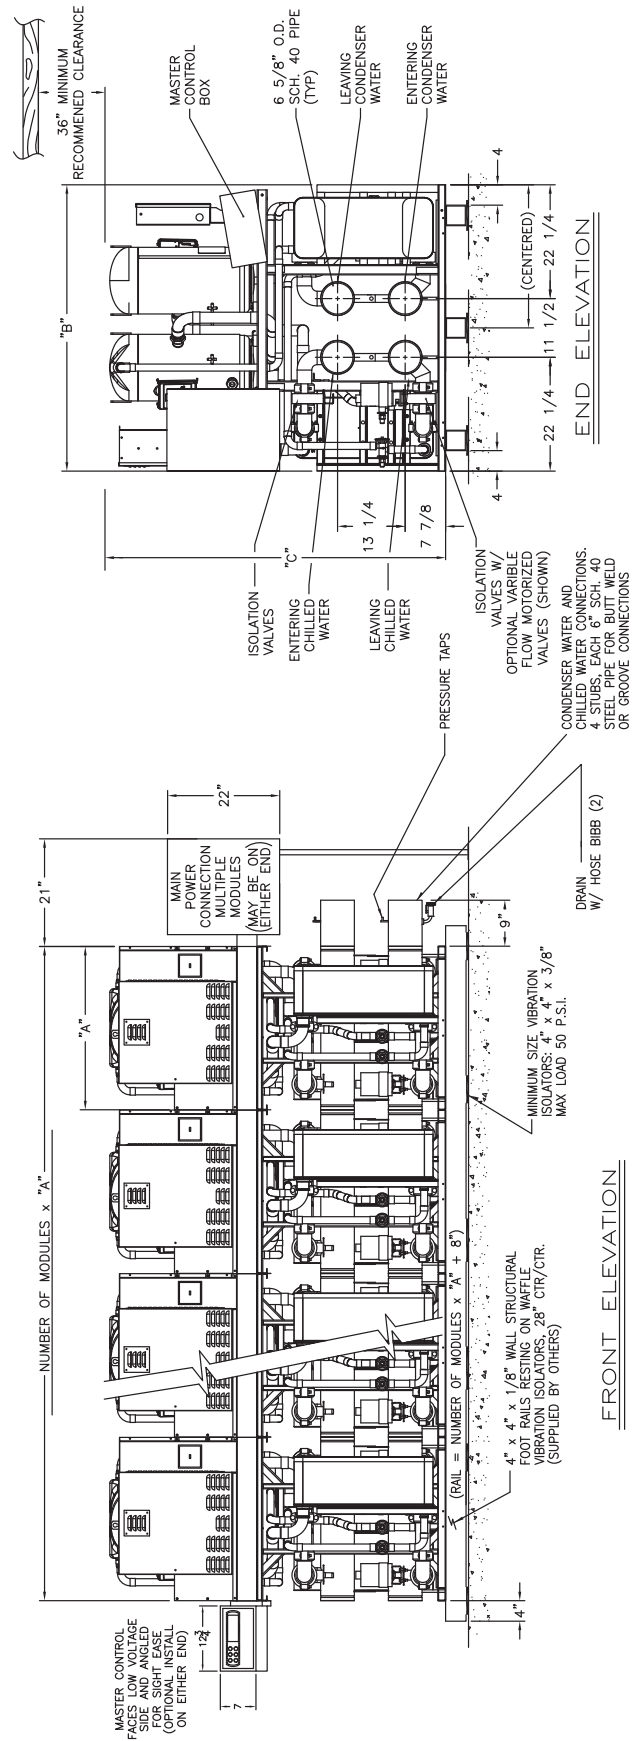 MASTER CONTROL
FACES LOW VOLTAGE
SIDE AND ANGLED
FOR SIGHT EASE
(OPTIONAL INSTALL
ON EITHER END)
12 3/4
7
NUMBER OF MODULES x "A"
"A"
21"
22"
MAIN
POWER
CONNECTION
MULTIPLE
MODULES
(MAY BE ON)
(EITHER END)
PRESSURE TAPS
CONDENSER WATER AND
CHILLED WATER CONNECTIONS.
4 STUBS, EACH 6" SCH. 40
STEEL PIPE FOR BUTT WELD
OR GROOVE CONNECTIONS
DRAIN
W/ HOSE BIBB (2)
9"
MINIMUM SIZE VIBRATION
ISOLATORS: 4" x 4" x 3/8"
MAX LOAD 50 P.S.I.
(RAIL = NUMBER OF MODULES x "A" + 8")
4" x 4" x 1/8" WALL STRUCTURAL
FOOT RAILS RESTING ON WAFFLE
VIBRATION ISOLATORS, 28" CTR/CTR.
(SUPPLIED BY OTHERS)
4"
FRONT ELEVATION
36" MINIMUM
RECOMMENED CLEARANCE
"B"
MASTER
CONTROL
BOX
6 5/8" O.D.
SCH. 40 PIPE
(TYP)
LEAVING
CONDENSER
WATER
ENTERING
CONDENSER
WATER
"C"
ISOLATION
VALVES
ENTERING
CHILLED
WATER
LEAVING
CHILLED
WATER
13 1/4
7 7/8
ISOLATION
VALVES W/
OPTIONAL VARIBLE
FLOW MOTORIZED
VALVES (SHOWN)
4
22 1/4
11 1/2
22 1/4
(CENTERED)
4
END ELEVATION